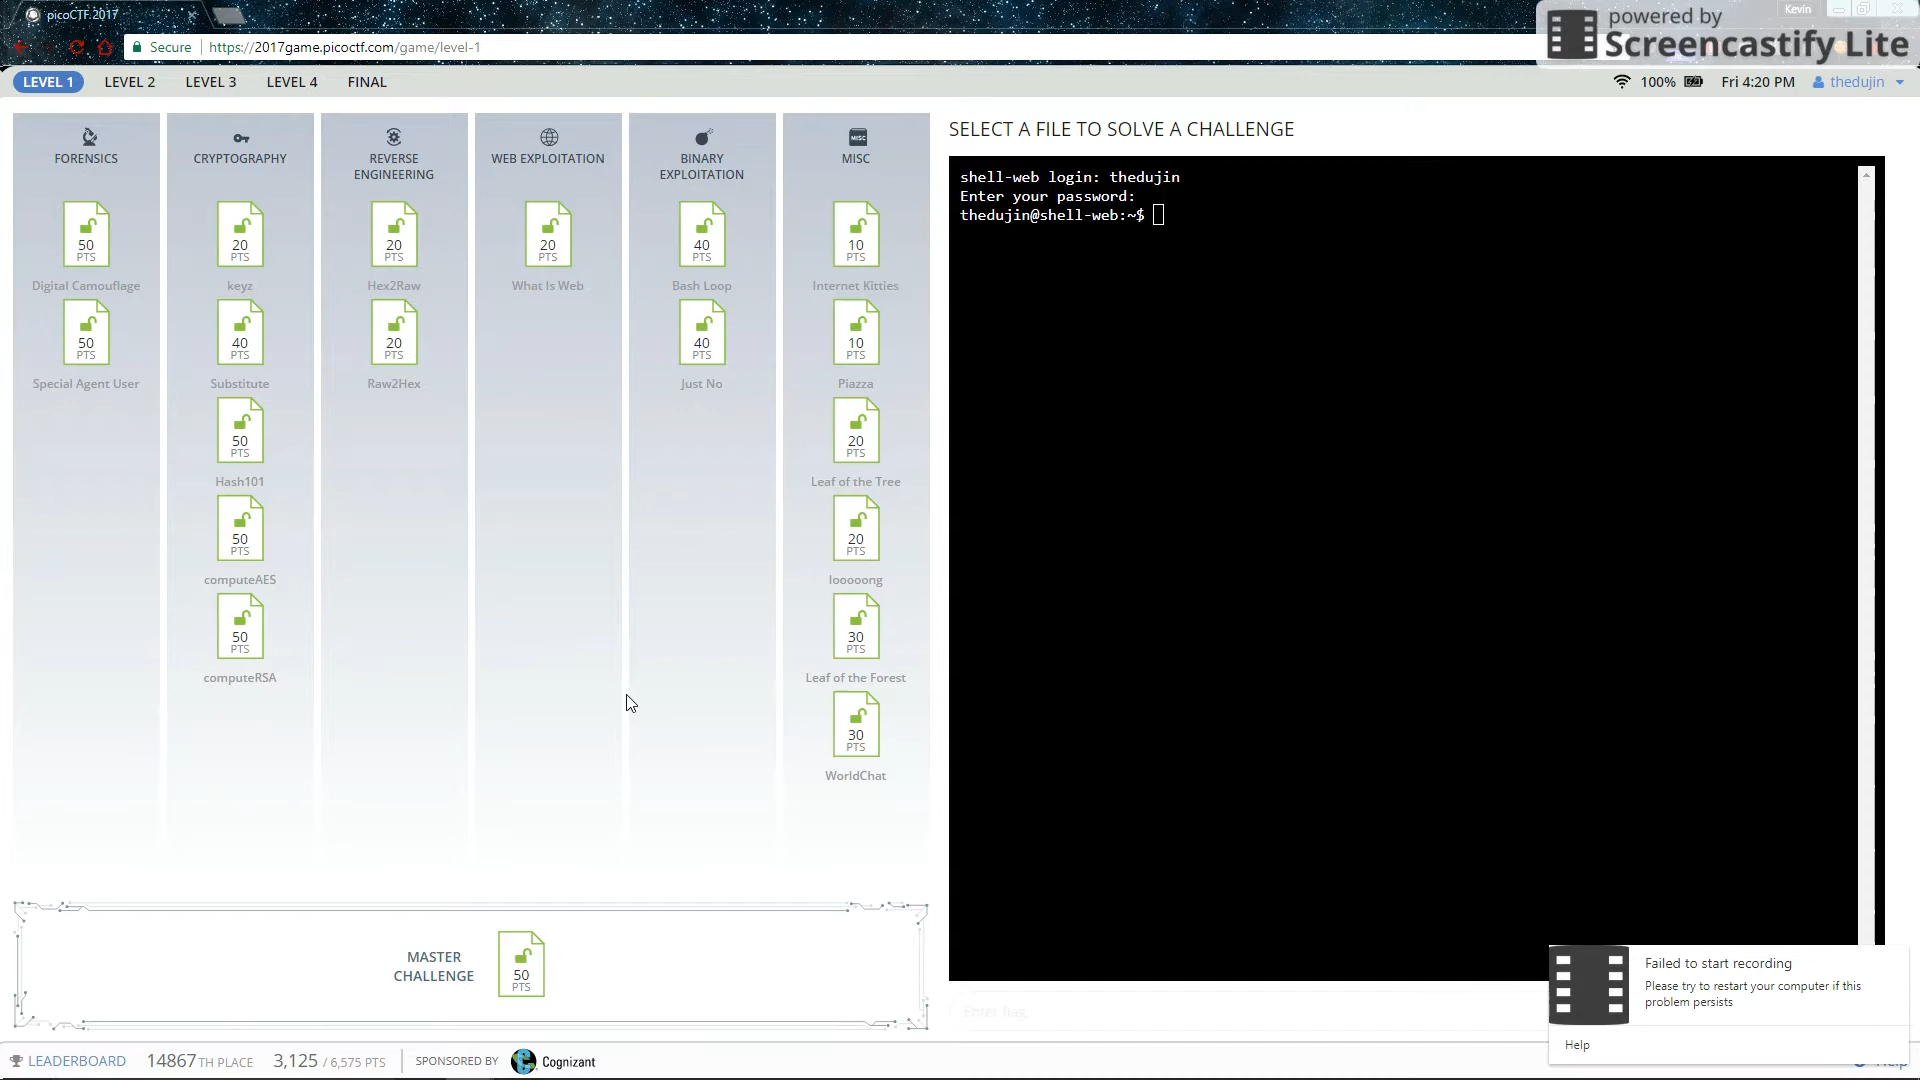 picoCTF 2017
Kevin
powered by
Screencastify Lite
Secure
https://2017game.picoctf.com/game/level-1
LEVEL 1
LEVEL 2
LEVEL 3
LEVEL 4
FINAL
100%
Fri 4:20 PM
thedujin
FORENSICS
50
PTS
Digital Camouflage
50
PTS
Special Agent User
CRYPTOGRAPHY
20
PTS
keyz
40
PTS
Substitute
50
PTS
Hash101
50
PTS
computeAES
50
PTS
computeRSA
REVERSE
ENGINEERING
20
PTS
Hex2Raw
20
PTS
Raw2Hex
WEB EXPLOITATION
20
PTS
What Is Web
BINARY
EXPLOITATION
40
PTS
Bash Loop
40
PTS
Just No
MISC
MISC
10
PTS
Internet Kitties
10
PTS
Piazza
20
PTS
Leaf of the Tree
20
PTS
looooong
30
PTS
Leaf of the Forest
30
PTS
WorldChat
MASTER
CHALLENGE
50
PTS
SELECT A FILE TO SOLVE A CHALLENGE
shell-web login: thedujin
Enter your password:
thedujin@shell-web:~$
Enter flag
Failed to start recording
Please try to restart your computer if this
problem persists
Help
LEADERBOARD
14867TH PLACE
3,125 / 6,575 PTS
SPONSORED BY
Cognizant
Help